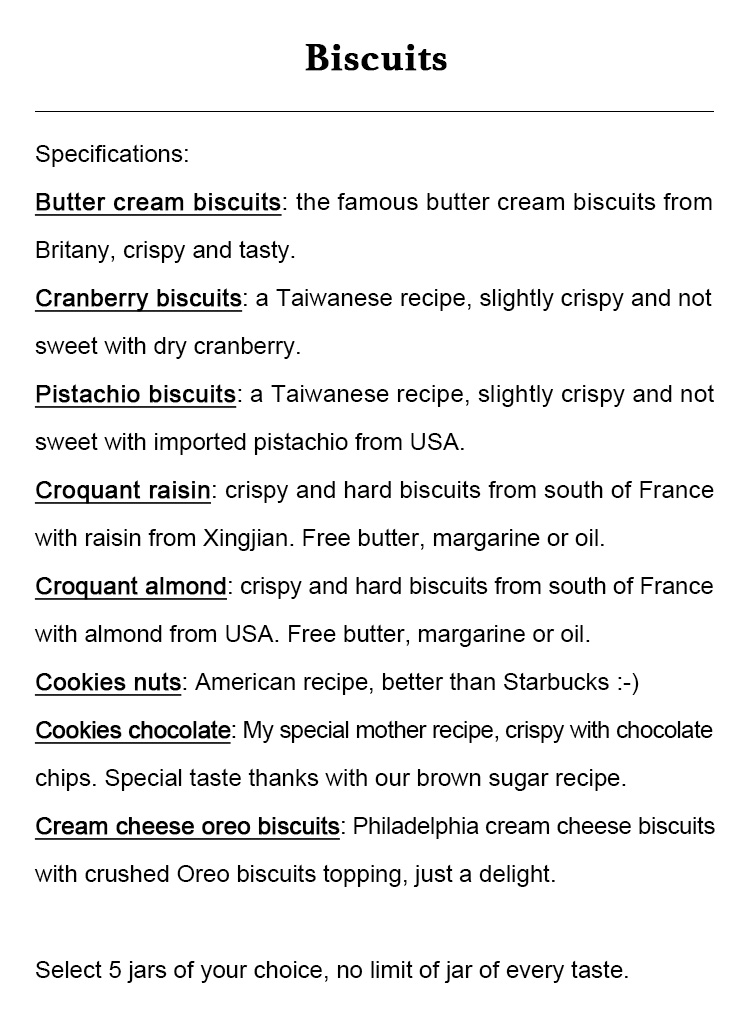 Biscuits
Specifications:
Butter cream biscuits: the famous butter cream biscuits from
Britany, crispy and tasty.
Cranberry biscuits: a Taiwanese recipe, slightly crispy and not
sweet with dry cranberry.
Pistachio biscuits: a Taiwanese recipe, slightly crispy and not
sweet with imported pistachio from USA.
Croquant raisin: crispy and hard biscuits from south of France
with raisin from Xingjian. Free butter, margarine or oil.
Croquant almond: crispy and hard biscuits from south of France
with almond from USA. Free butter, margarine or oil.
Cookies nuts: American recipe, better than Starbucks :-)
Cookies chocolate: My special mother recipe, crispy with chocolate
chips. Special taste thanks with our brown sugar recipe.
Cream cheese oreo biscuits: Philadelphia cream cheese biscuits
with crushed Oreo biscuits topping, just a delight.
Select 5 jars of your choice, no limit of jar of every taste.